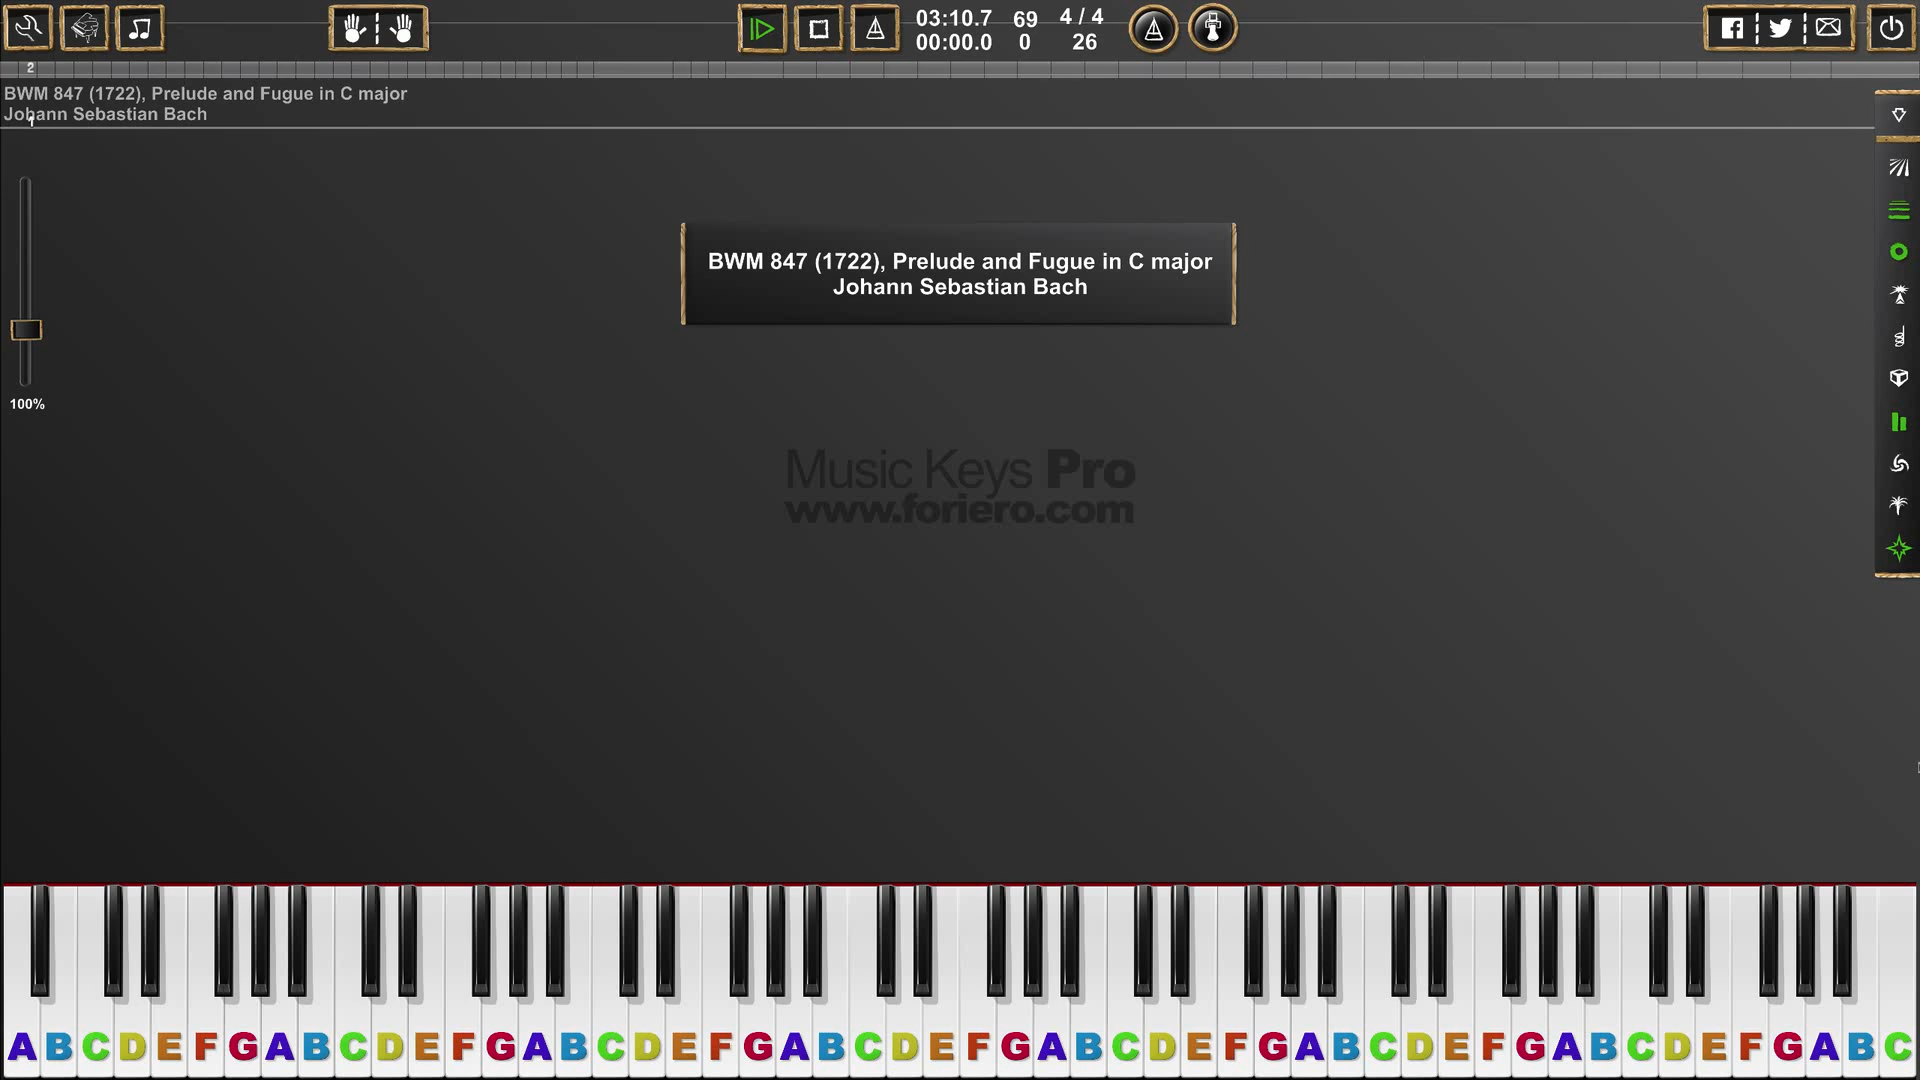 03:10.7 69 4 / 4
00:00.0 0 26
2
BWM 847 (1722), Prelude and Fugue in C major
Johann Sebastian Bach
1
BWM 847 (1722), Prelude and Fugue in C major
Johann Sebastian Bach
100%
Music Keys Pro
www.foriero.com
A B C D E F G A B C D E F G A B C D E F G A B C D E F G A B C D E F G A B C D E F G A B C D E F G A B C